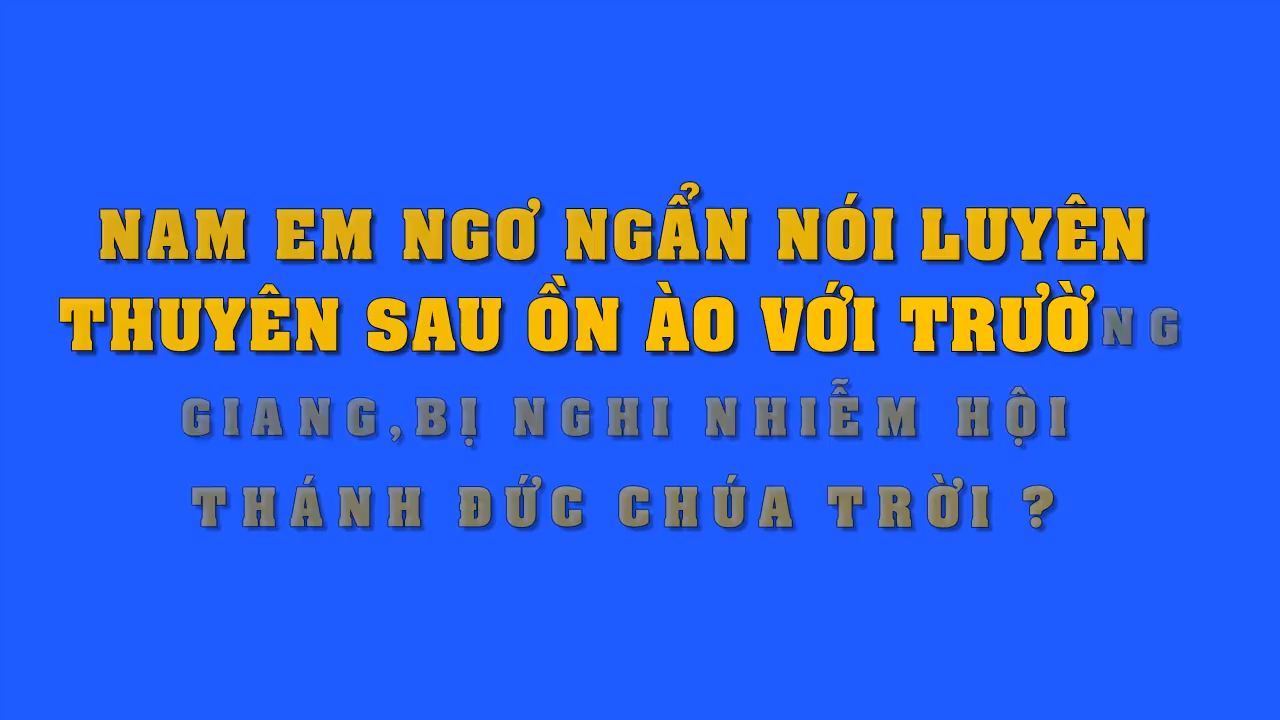 NAM EM NGƠ NGẨN NÓI LUYÊN
THUYÊN SAU ỒN ÀO VỚI TRƯỜNG
GIANG,BỊ NGHI NHIỄM HỘI
THÁNH ĐỨC CHÚA TRỜI ?